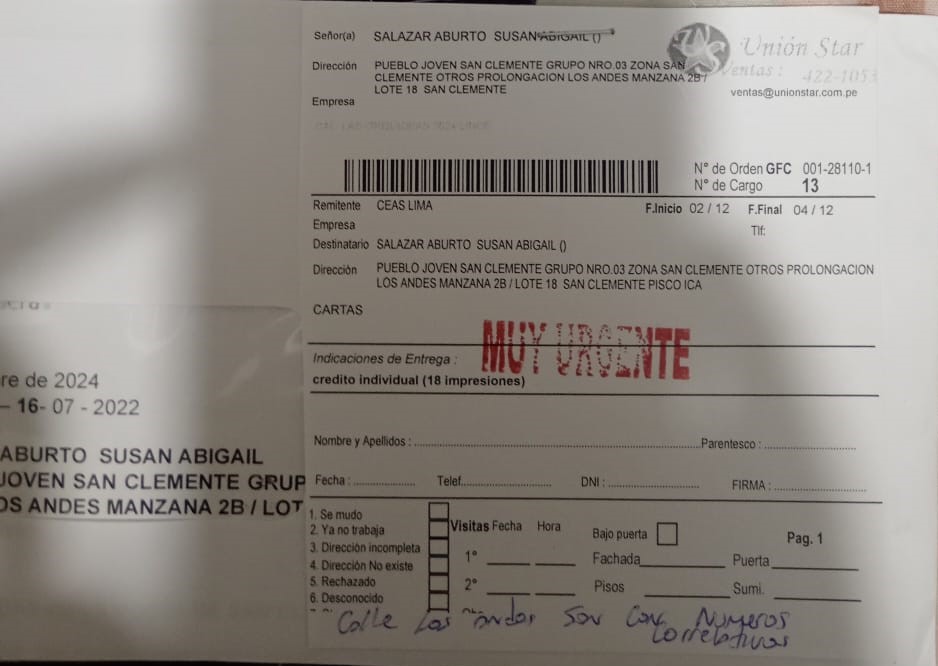 Señor(a) SALAZAR ABURTO SUSAN ABIGAIL ()
Unión Star
Ventas : 422-1053
ventas@unionstar.com.pe
Dirección PUEBLO JOVEN SAN CLEMENTE GRUPO NRO.03 ZONA SAN
CLEMENTE OTROS PROLONGACION LOS ANDES MANZANA 2B /
LOTE 18 SAN CLEMENTE
Empresa
N° de Orden GFC 001-28110-1
N° de Cargo 13
Remitente CEAS LIMA F.Inicio 02 / 12 F.Final 04 / 12
Empresa Tlf:
Destinatario SALAZAR ABURTO SUSAN ABIGAIL ()
Dirección PUEBLO JOVEN SAN CLEMENTE GRUPO NRO.03 ZONA SAN CLEMENTE OTROS PROLONGACION
LOS ANDES MANZANA 2B / LOTE 18 SAN CLEMENTE PISCO ICA
CARTAS
MUY URGENTE
Indicaciones de Entrega :
credito individual (18 impresiones)
Nombre y Apellidos : Parentesco :
Fecha : Telef. DNI : FIRMA :
1. Se mudo
2. Ya no trabaja
3. Dirección incompleta
4. Dirección No existe
5. Rechazado
6. Desconocido
Visitas Fecha Hora
1°
2°
Bajo puerta Pag. 1
Fachada Puerta
Pisos Sumi.
Calle Los Son Con Numeros
Correlativos
re de 2024
– 16- 07 - 2022
ABURTO SUSAN ABIGAIL
JOVEN SAN CLEMENTE GRUP
OS ANDES MANZANA 2B / LOT